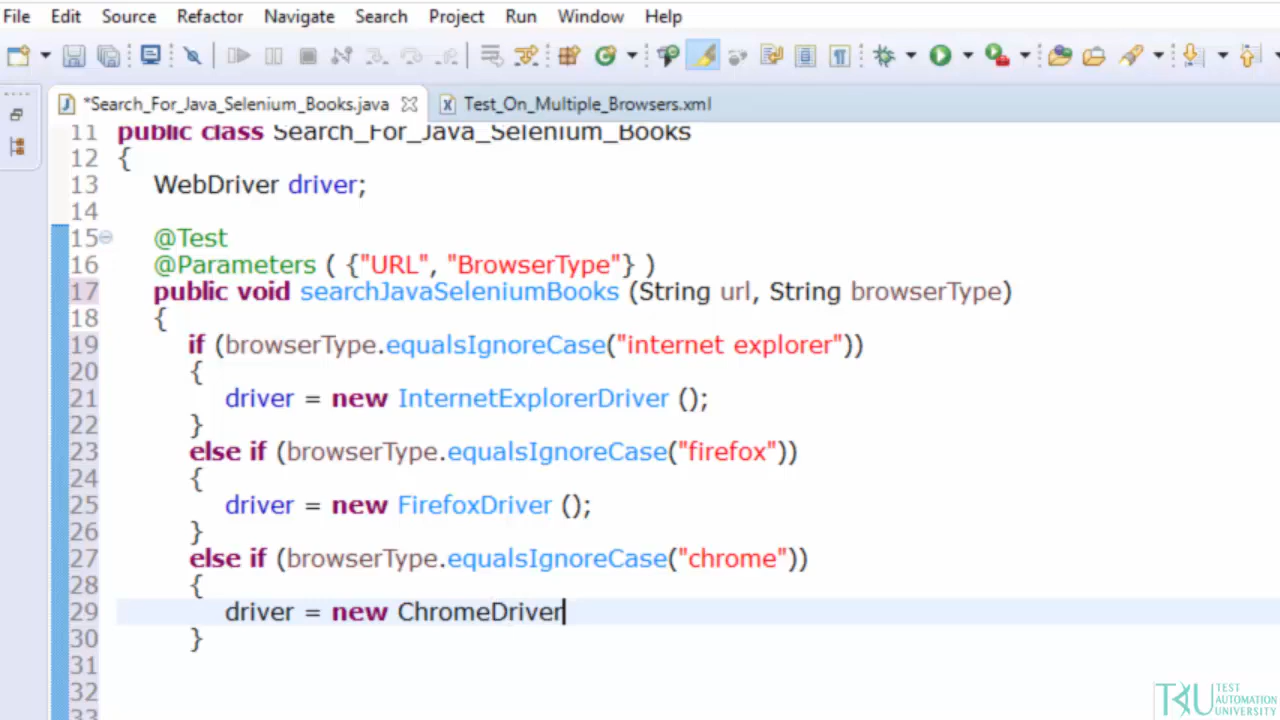 File Edit Source Refactor Navigate Search Project Run Window Help
*Search_For_Java_Selenium_Books.java Test_On_Multiple_Browsers.xml
11 public class Search_For_Java_Selenium_Books
12 {
13 WebDriver driver;
14
15 @Test
16 @Parameters ( {"URL", "BrowserType"} )
17 public void searchJavaSeleniumBooks (String url, String browserType)
18 {
19 if (browserType.equalsIgnoreCase("internet explorer"))
20 {
21 driver = new InternetExplorerDriver ();
22 }
23 else if (browserType.equalsIgnoreCase("firefox"))
24 {
25 driver = new FirefoxDriver ();
26 }
27 else if (browserType.equalsIgnoreCase("chrome"))
28 {
29 driver = new ChromeDriver
30 }
31
32
33
TAU TEST
AUTOMATION
UNIVERSITY